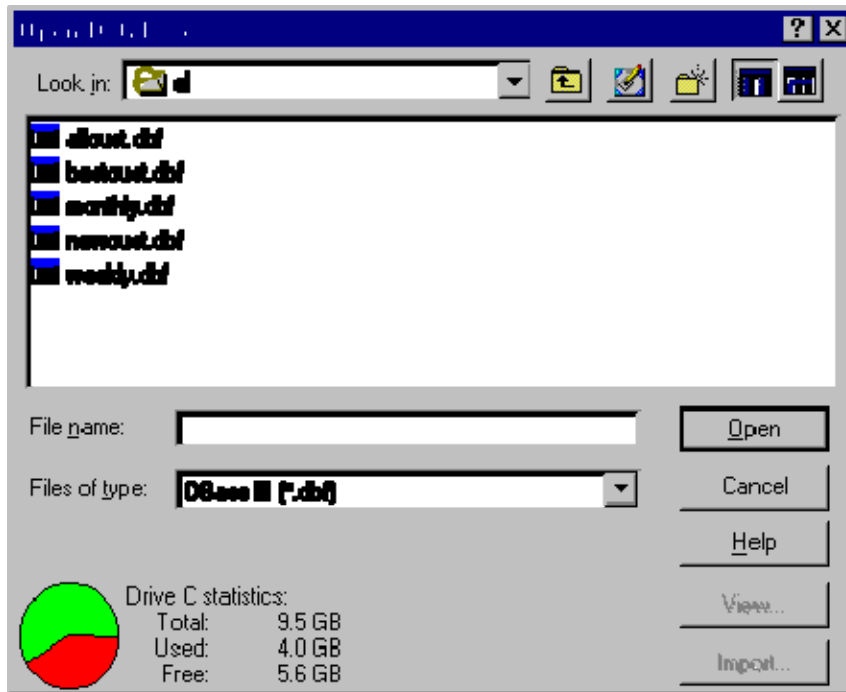 Look in:
allcust.dbf
bestcust.dbf
monthly.dbf
newcust.dbf
weekly.dbf
File name:
Open
Files of type: DBase III (*.dbf)
Cancel
Help
Drive C statistics:
Total: 9.5 GB
Used: 4.0 GB
Free: 5.6 GB
View...
Import...